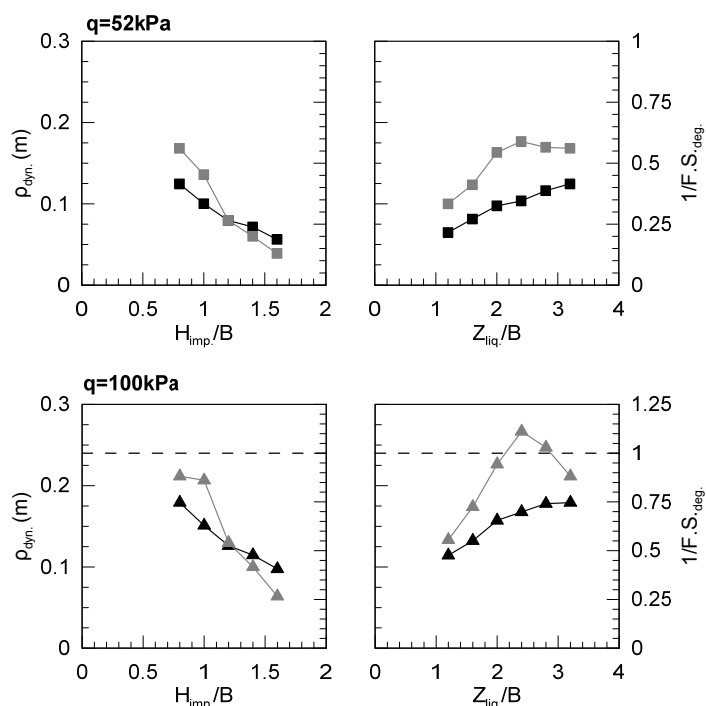 q=52kPa
0.3
0.2
0.1
0
ρdyn. (m)
0 0.5 1 1.5 2
Himp./B
1
0.75
0.5
0.25
0
1/F.S.deg.
0 1 2 3 4
Zliq./B
q=100kPa
0.3
0.2
0.1
0
ρdyn. (m)
0 0.5 1 1.5 2
Himp./B
1.25
1
0.75
0.5
0.25
0
1/F.S.deg.
0 1 2 3 4
Zliq./B